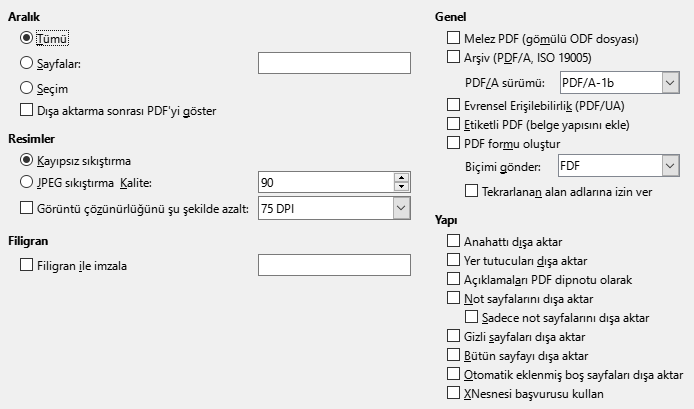 Aralık
Tümü
Sayfalar:
Seçim
Dışa aktarma sonrası PDF'yi göster
Resimler
Kayıpsız sıkıştırma
JPEG sıkıştırma Kalite: 90
Görüntü çözünürlüğünü şu şekilde azalt: 75 DPI
Filigran
Filigran ile imzala
Genel
Melez PDF (gömülü ODF dosyası)
Arşiv (PDF/A, ISO 19005)
PDF/A sürümü: PDF/A-1b
Evrensel Erişilebilirlik (PDF/UA)
Etiketli PDF (belge yapısını ekle)
PDF formu oluştur
Biçimi gönder: FDF
Tekrarlanan alan adlarına izin ver
Yapı
Anahattı dışa aktar
Yer tutucuları dışa aktar
Açıklamaları PDF dipnotu olarak
Not sayfalarını dışa aktar
Sadece not sayfalarını dışa aktar
Gizli sayfaları dışa aktar
Bütün sayfayı dışa aktar
Otomatik eklenmiş boş sayfaları dışa aktar
XNesnesi başvurusu kullan